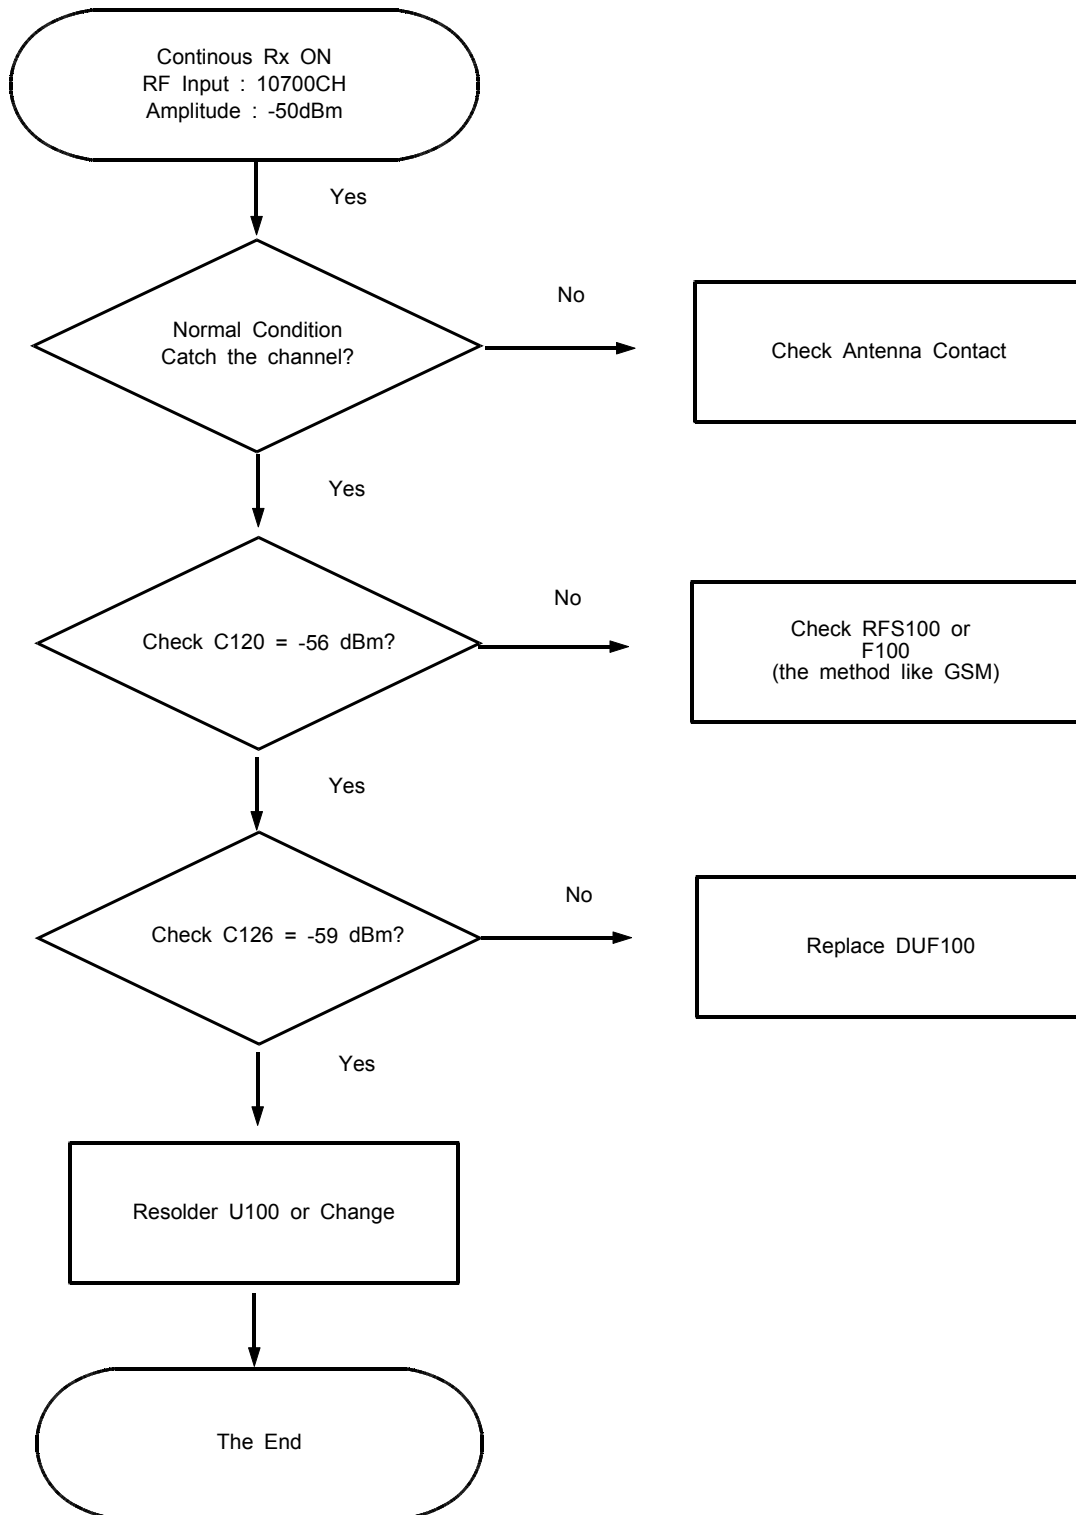 Continous Rx ON
RF Input : 10700CH
Amplitude : -50dBm
Yes
Normal Condition
Catch the channel?
No
Check Antenna Contact
Yes
Check C120 = -56 dBm?
No
Check RFS100 or
F100
(the method like GSM)
Yes
Check C126 = -59 dBm?
No
Replace DUF100
Yes
Resolder U100 or Change
The End